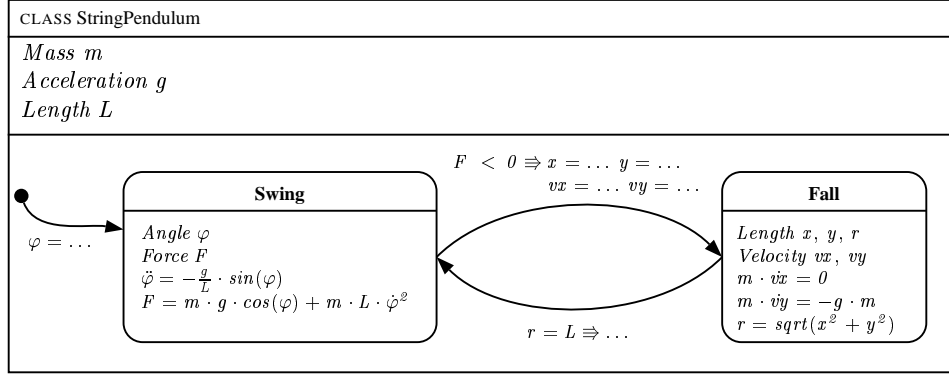 CLASS StringPendulum
Mass m
Acceleration g
Length L
F < 0 ⇛ x = ... y = ...
vx = ... vy = ...
Swing
Fall
φ = ...
Angle φ
Force F
φ̈ = −g/L · sin(φ)
F = m · g · cos(φ) + m · L · φ̇²
Length x, y, r
Velocity vx, vy
m · v̇x = 0
m · v̇y = −g · m
r = sqrt(x² + y²)
r = L ⇛ ...